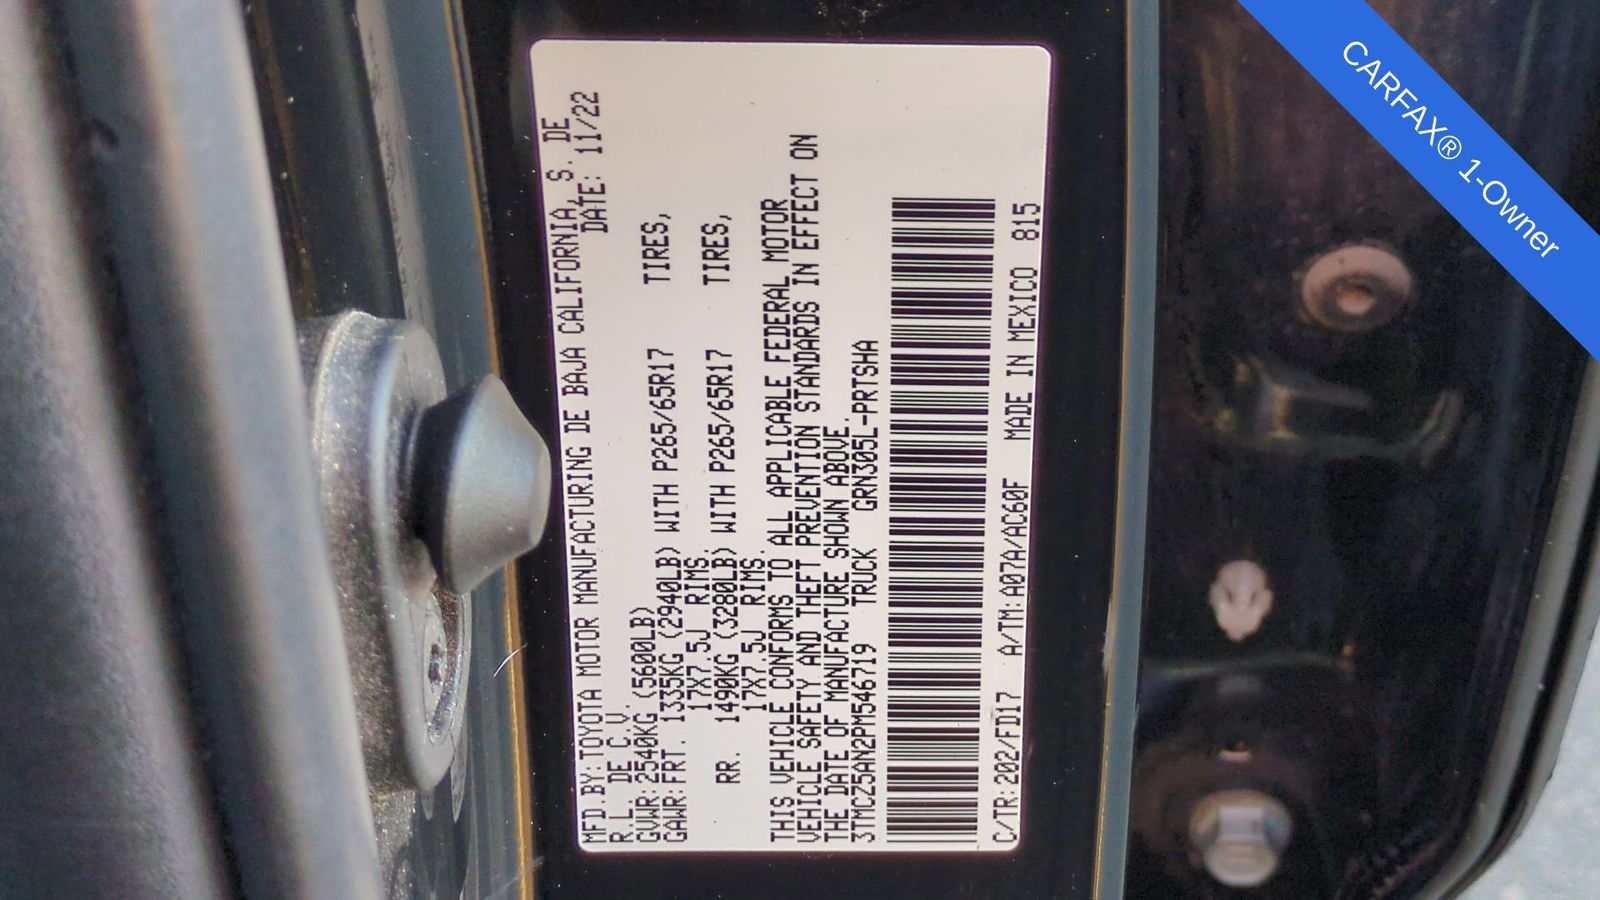 MFD.BY:TOYOTA MOTOR MANUFACTURING DE BAJA CALIFORNIA, S. DE
R.L. DE C.V. DATE: 11/22
GVWR:2540KG (5600LB)
GAWR:FRT. 1335KG (2940LB) WITH P265/65R17 TIRES,
17X7.5J RIMS.
RR. 1490KG (3280LB) WITH P265/65R17 TIRES,
17X7.5J RIMS.
THIS VEHICLE CONFORMS TO ALL APPLICABLE FEDERAL MOTOR
VEHICLE SAFETY AND THEFT PREVENTION STANDARDS IN EFFECT ON
THE DATE OF MANUFACTURE SHOWN ABOVE.
3TMCZ5AN2PM546719 TRUCK GRN305L-PRTSHA
C/TR:202/FD17 A/TM:A07A/AC60F MADE IN MEXICO 815
CARFAX® 1-Owner